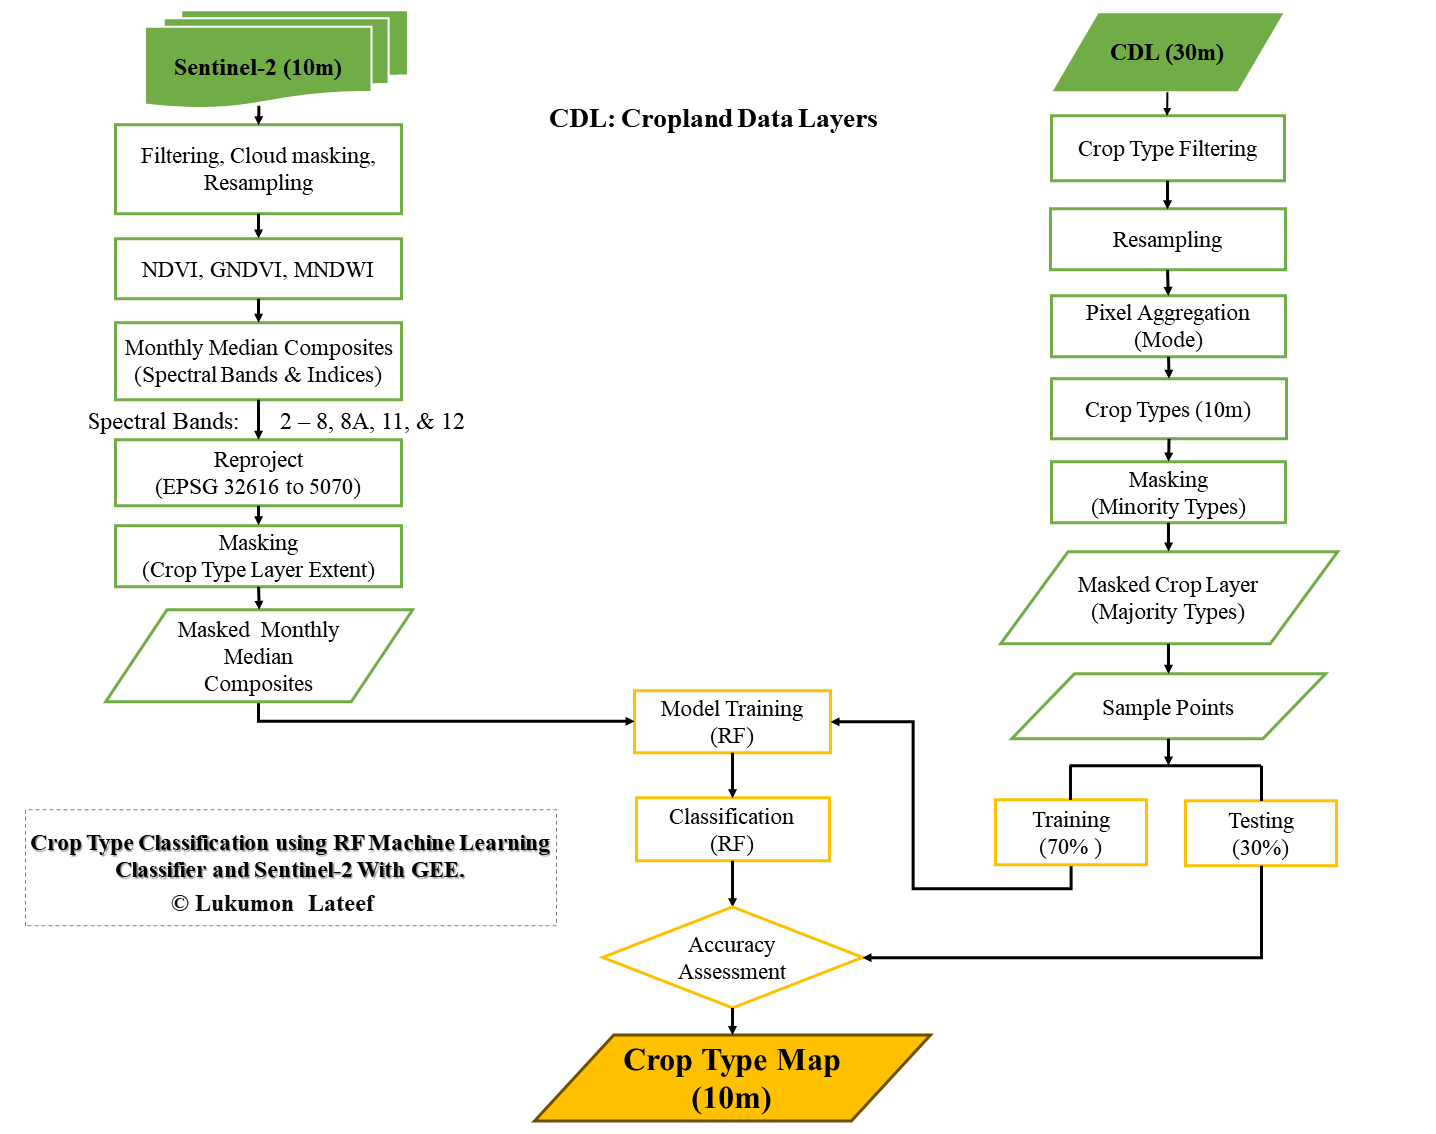 Sentinel-2 (10m)
Filtering, Cloud masking,
Resampling
NDVI, GNDVI, MNDWI
Monthly Median Composites
(Spectral Bands & Indices)
Spectral Bands: 2 – 8, 8A, 11, & 12
Reproject
(EPSG 32616 to 5070)
Masking
(Crop Type Layer Extent)
Masked Monthly
Median
Composites
CDL: Cropland Data Layers
CDL (30m)
Crop Type Filtering
Resampling
Pixel Aggregation
(Mode)
Crop Types (10m)
Masking
(Minority Types)
Masked Crop Layer
(Majority Types)
Sample Points
Training
(70% )
Testing
(30%)
Model Training
(RF)
Classification
(RF)
Accuracy
Assessment
Crop Type Map
(10m)
Crop Type Classification using RF Machine Learning
Classifier and Sentinel-2 With GEE.
© Lukumon Lateef